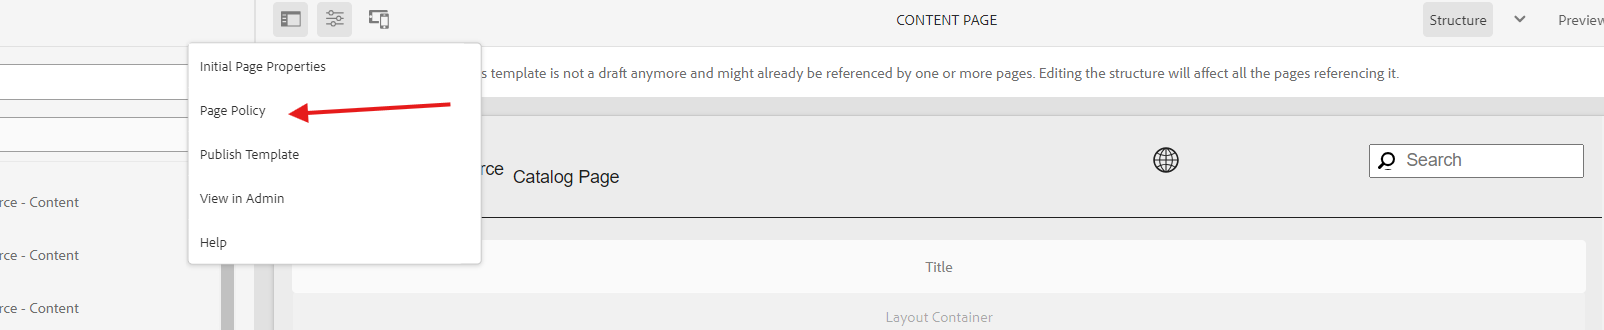 CONTENT PAGE
Structure
Preview
Initial Page Properties
s template is not a draft anymore and might already be referenced by one or more pages. Editing the structure will affect all the pages referencing it.
Page Policy
Publish Template
rce
Catalog Page
Search
View in Admin
rce - Content
Help
rce - Content
Title
rce - Content
Layout Container